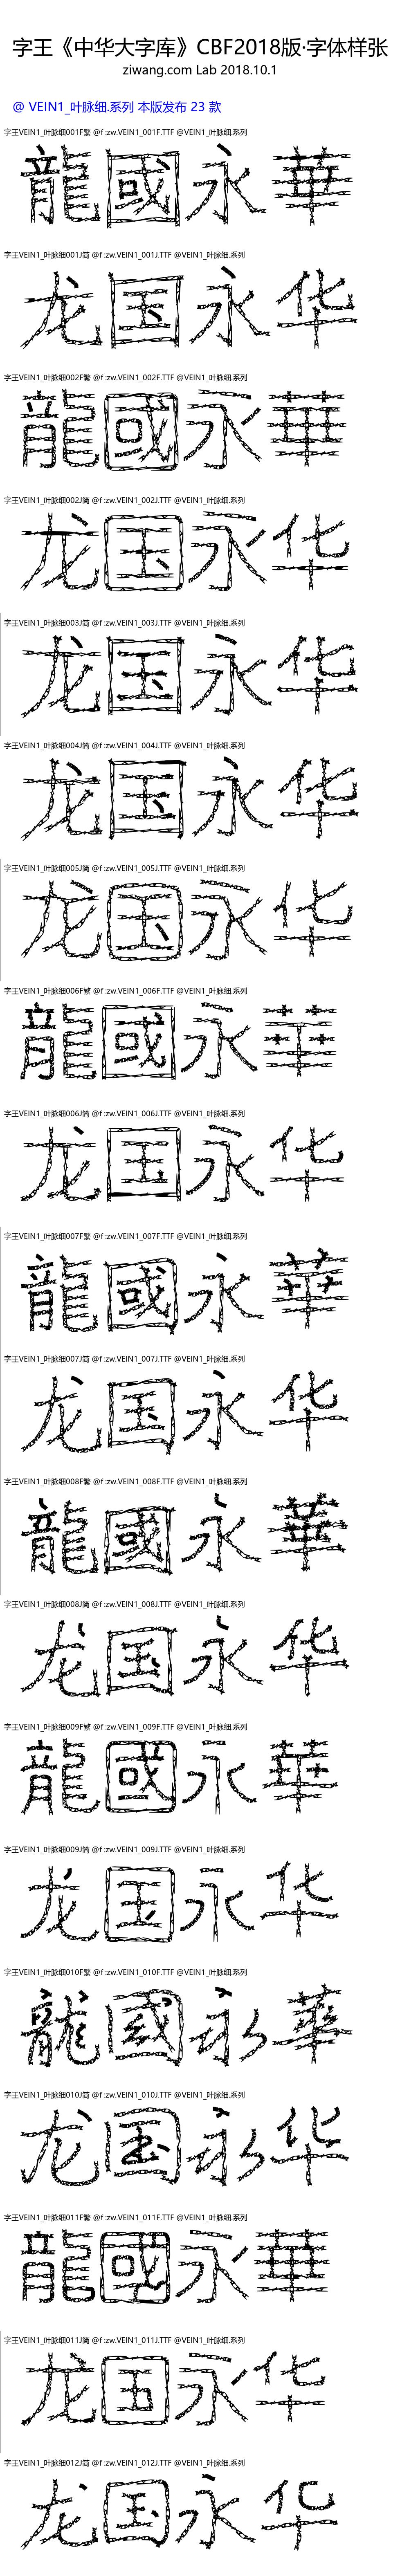 字王《中华大字库》CBF2018版·字体样张
ziwang.com Lab 2018.10.1
@ VEIN1_叶脉细.系列 本版发布 23 款
字王VEIN1_叶脉细001F繁 @f :zw.VEIN1_001F.TTF @VEIN1_叶脉细.系列
龍國永華
字王VEIN1_叶脉细001J简 @f :zw.VEIN1_001J.TTF @VEIN1_叶脉细.系列
龙国永华
字王VEIN1_叶脉细002F繁 @f :zw.VEIN1_002F.TTF @VEIN1_叶脉细.系列
龍國永華
字王VEIN1_叶脉细002J简 @f :zw.VEIN1_002J.TTF @VEIN1_叶脉细.系列
龙国永华
字王VEIN1_叶脉细003J简 @f :zw.VEIN1_003J.TTF @VEIN1_叶脉细.系列
龙国永华
字王VEIN1_叶脉细004J简 @f :zw.VEIN1_004J.TTF @VEIN1_叶脉细.系列
龙国永华
字王VEIN1_叶脉细005J简 @f :zw.VEIN1_005J.TTF @VEIN1_叶脉细.系列
龙国永华
字王VEIN1_叶脉细006F繁 @f :zw.VEIN1_006F.TTF @VEIN1_叶脉细.系列
龍國永華
字王VEIN1_叶脉细006J简 @f :zw.VEIN1_006J.TTF @VEIN1_叶脉细.系列
龙国永华
字王VEIN1_叶脉细007F繁 @f :zw.VEIN1_007F.TTF @VEIN1_叶脉细.系列
龍國永華
字王VEIN1_叶脉细007J简 @f :zw.VEIN1_007J.TTF @VEIN1_叶脉细.系列
龙国永华
字王VEIN1_叶脉细008F繁 @f :zw.VEIN1_008F.TTF @VEIN1_叶脉细.系列
龍國永華
字王VEIN1_叶脉细008J简 @f :zw.VEIN1_008J.TTF @VEIN1_叶脉细.系列
龙国永华
字王VEIN1_叶脉细009F繁 @f :zw.VEIN1_009F.TTF @VEIN1_叶脉细.系列
龍國永華
字王VEIN1_叶脉细009J简 @f :zw.VEIN1_009J.TTF @VEIN1_叶脉细.系列
龙国永华
字王VEIN1_叶脉细010F繁 @f :zw.VEIN1_010F.TTF @VEIN1_叶脉细.系列
龍國永華
字王VEIN1_叶脉细010J简 @f :zw.VEIN1_010J.TTF @VEIN1_叶脉细.系列
龙国永华
字王VEIN1_叶脉细011F繁 @f :zw.VEIN1_011F.TTF @VEIN1_叶脉细.系列
龍國永華
字王VEIN1_叶脉细011J简 @f :zw.VEIN1_011J.TTF @VEIN1_叶脉细.系列
龙国永华
字王VEIN1_叶脉细012J简 @f :zw.VEIN1_012J.TTF @VEIN1_叶脉细.系列
龙国永华